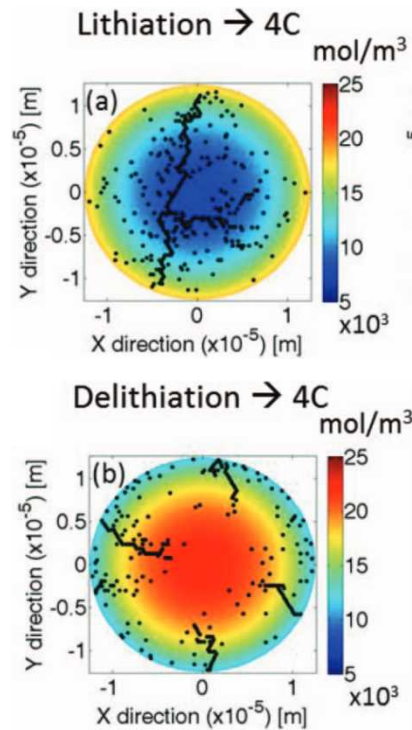 Lithiation → 4C
mol/m³
(a)
25
20
15
10
5
x10³
1
0.5
0
-0.5
-1
Y direction (x10⁻⁵) [m]
-1 0 1
X direction (x10⁻⁵) [m]
Delithiation → 4C
mol/m³
(b)
25
20
15
10
5
x10³
1
0.5
0
-0.5
-1
Y direction (x10⁻⁵) [m]
-1 0 1
X direction (x10⁻⁵) [m]